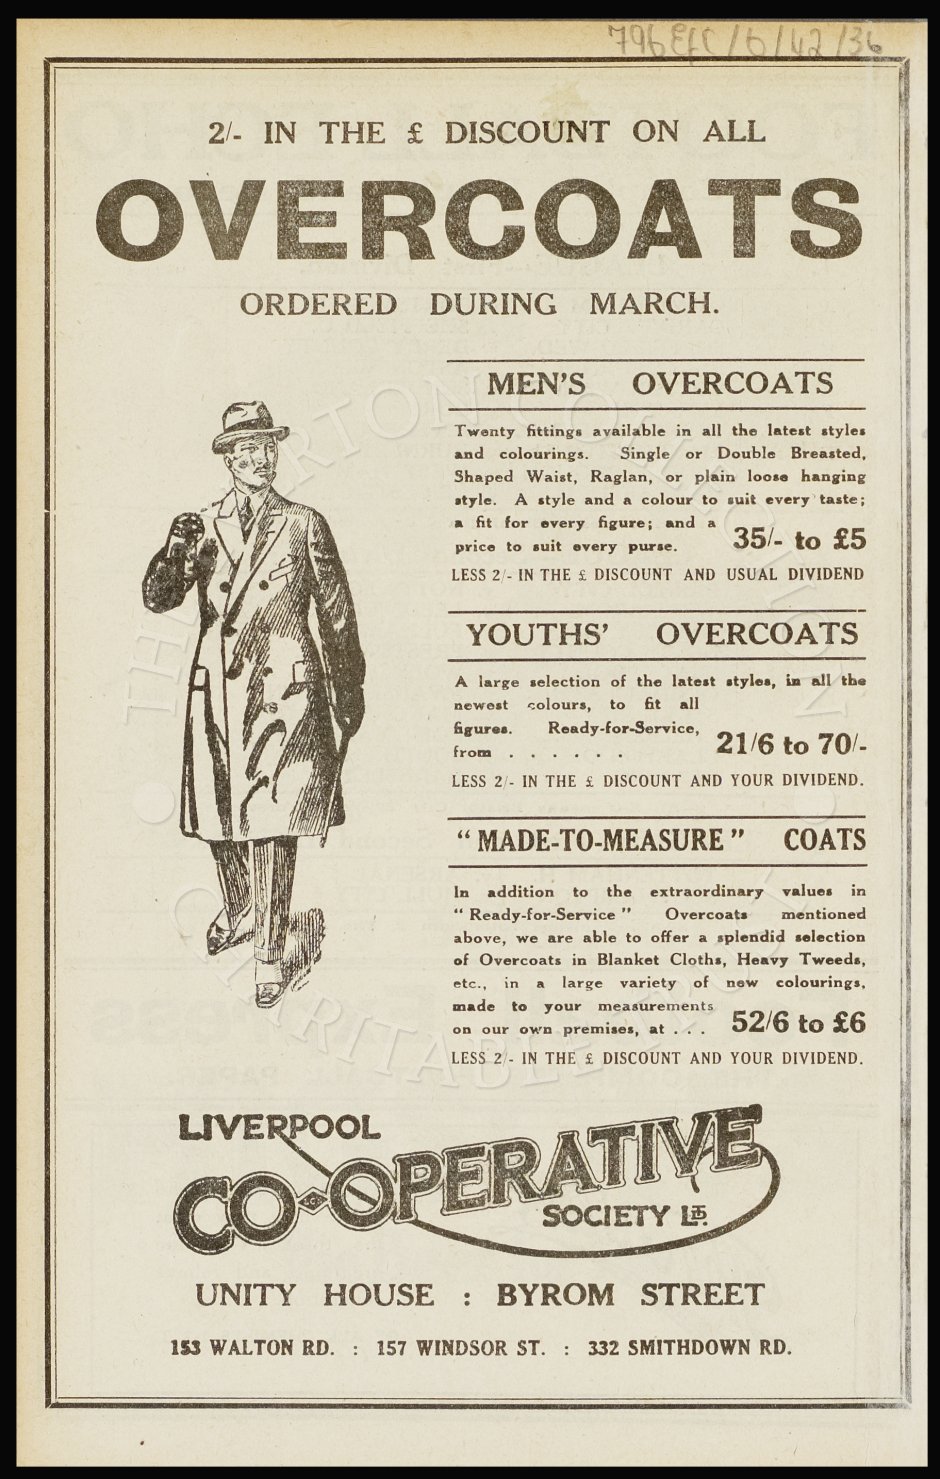 796 EFC/6/42/36
2/- IN THE £ DISCOUNT ON ALL
OVERCOATS
ORDERED DURING MARCH.
MEN'S OVERCOATS
Twenty fittings available in all the latest styles
and colourings. Single or Double Breasted,
Shaped Waist, Raglan, or plain loose hanging
style. A style and a colour to suit every taste;
a fit for every figure; and a
price to suit every purse. 35/- to £5
LESS 2/- IN THE £ DISCOUNT AND USUAL DIVIDEND
YOUTHS' OVERCOATS
A large selection of the latest styles, in all the
newest colours, to fit all
figures. Ready-for-Service,
from . . . . . . 21/6 to 70/-
LESS 2/- IN THE £ DISCOUNT AND YOUR DIVIDEND.
"MADE-TO-MEASURE" COATS
In addition to the extraordinary values in
"Ready-for-Service" Overcoats mentioned
above, we are able to offer a splendid selection
of Overcoats in Blanket Cloths, Heavy Tweeds,
etc., in a large variety of new colourings,
made to your measurements
on our own premises, at . . . 52/6 to £6
LESS 2/- IN THE £ DISCOUNT AND YOUR DIVIDEND.
LIVERPOOL
CO-OPERATIVE
SOCIETY LTD.
UNITY HOUSE : BYROM STREET
153 WALTON RD. : 157 WINDSOR ST. : 332 SMITHDOWN RD.